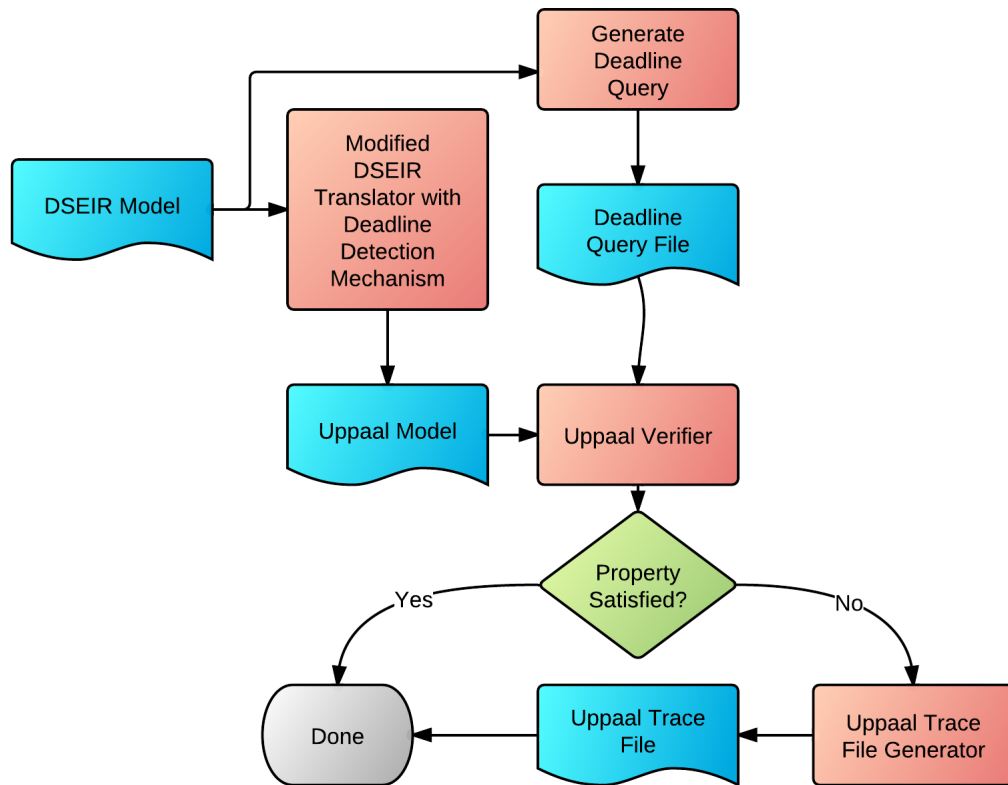 Generate
Deadline
Query
Modified
DSEIR
Translator with
Deadline
Detection
Mechanism
DSEIR Model
Deadline
Query File
Uppaal Model
Uppaal Verifier
Property
Satisfied?
Yes
No
Done
Uppaal Trace
File
Uppaal Trace
File Generator